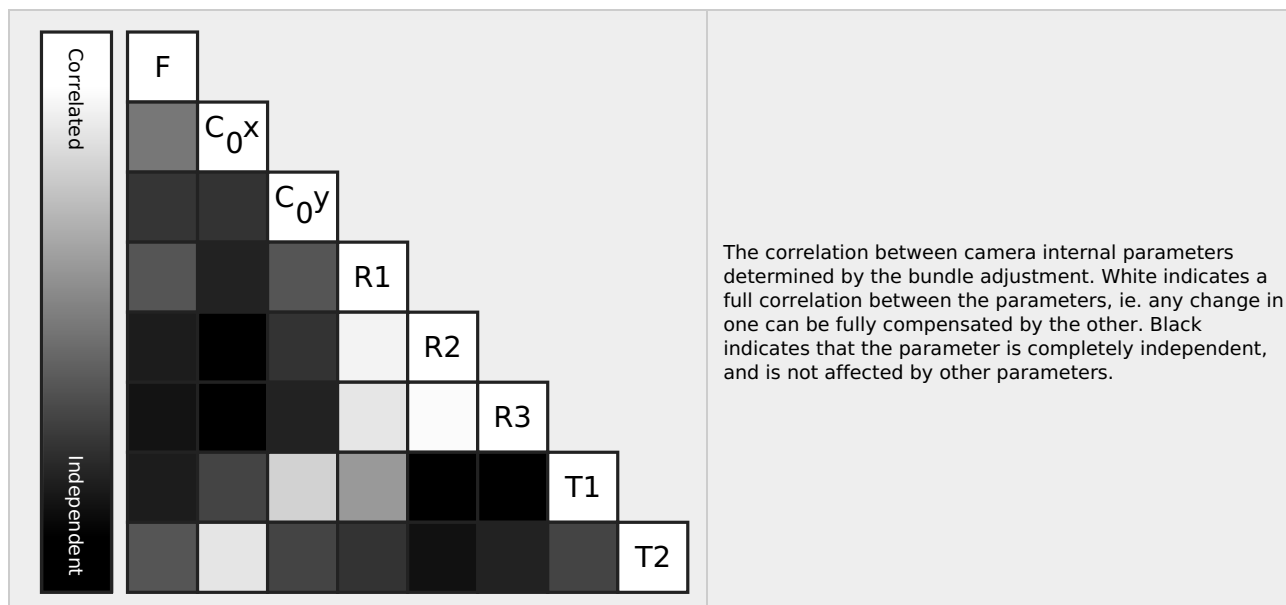 Correlated
Independent
F
C0x
C0y
R1
R2
R3
T1
T2
The correlation between camera internal parameters
determined by the bundle adjustment. White indicates a
full correlation between the parameters, ie. any change in
one can be fully compensated by the other. Black
indicates that the parameter is completely independent,
and is not affected by other parameters.